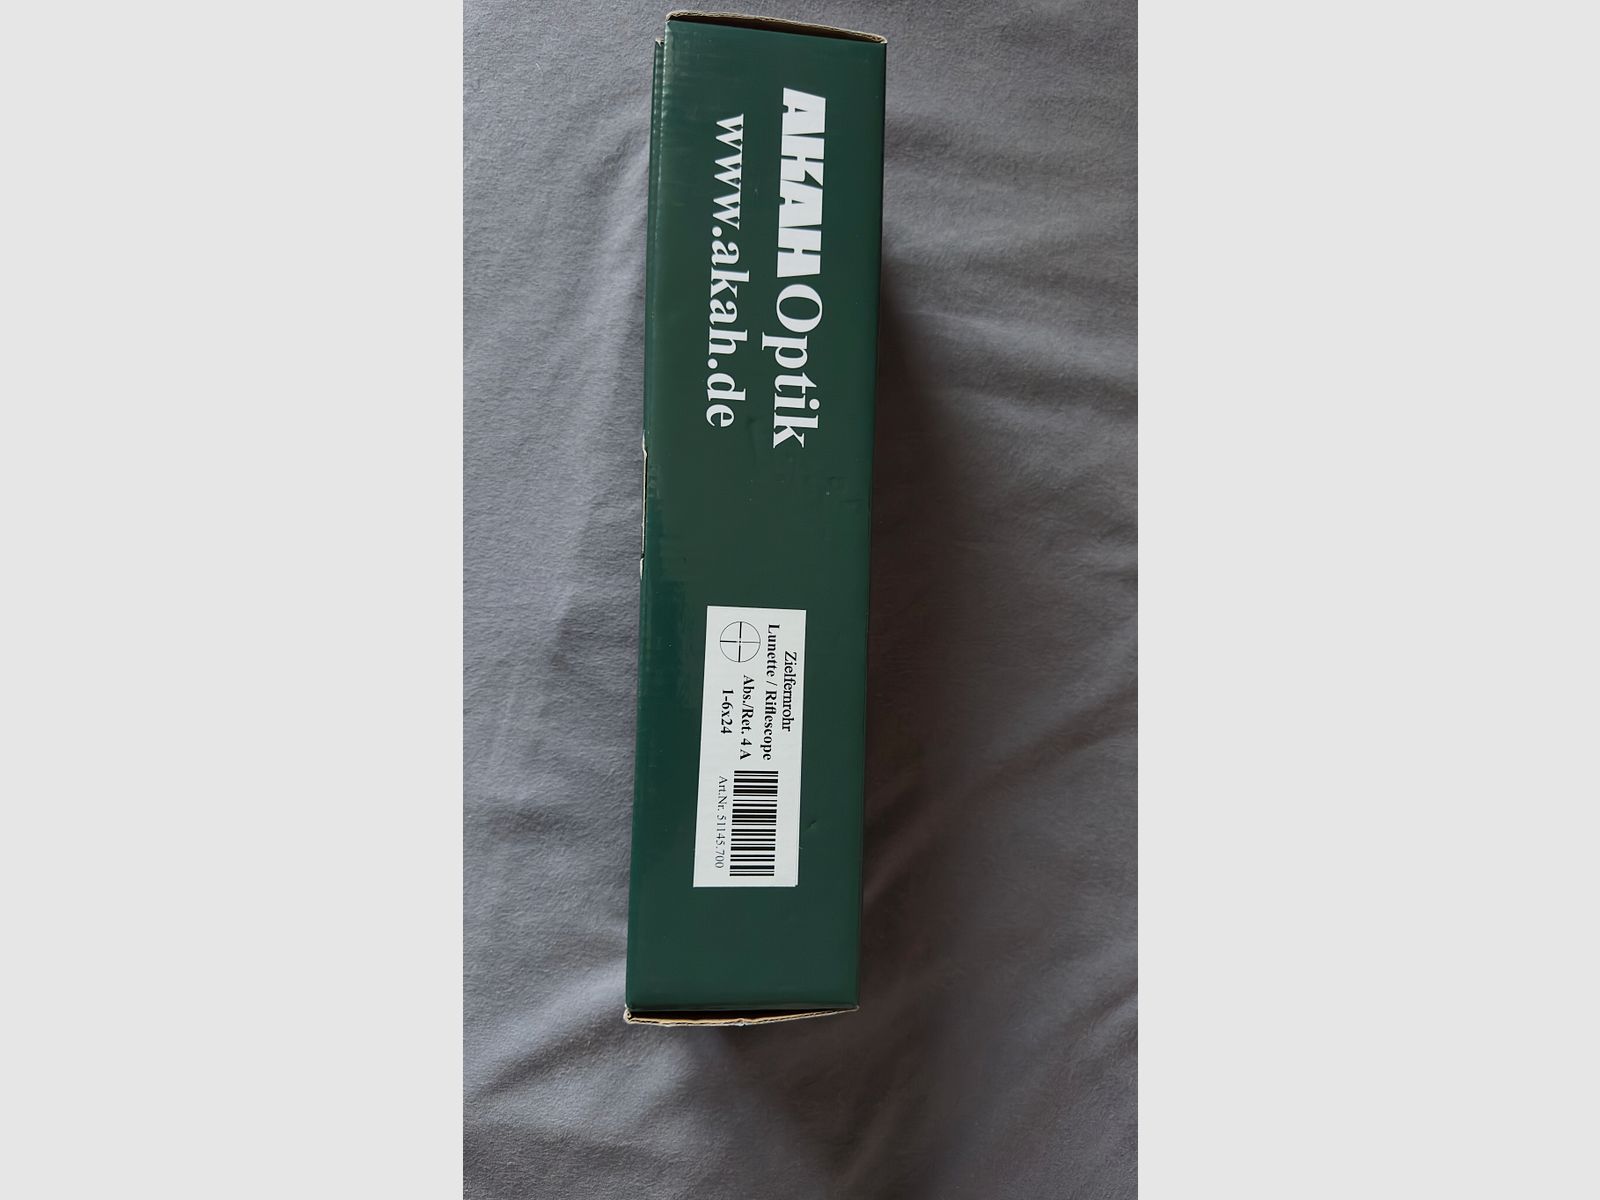 AKAH Optik
www.akah.de
Zielfernrohr
Lunette / Riflescope
Abs./Ret. 4 A
1-6x24
Art.Nr. 51145.700